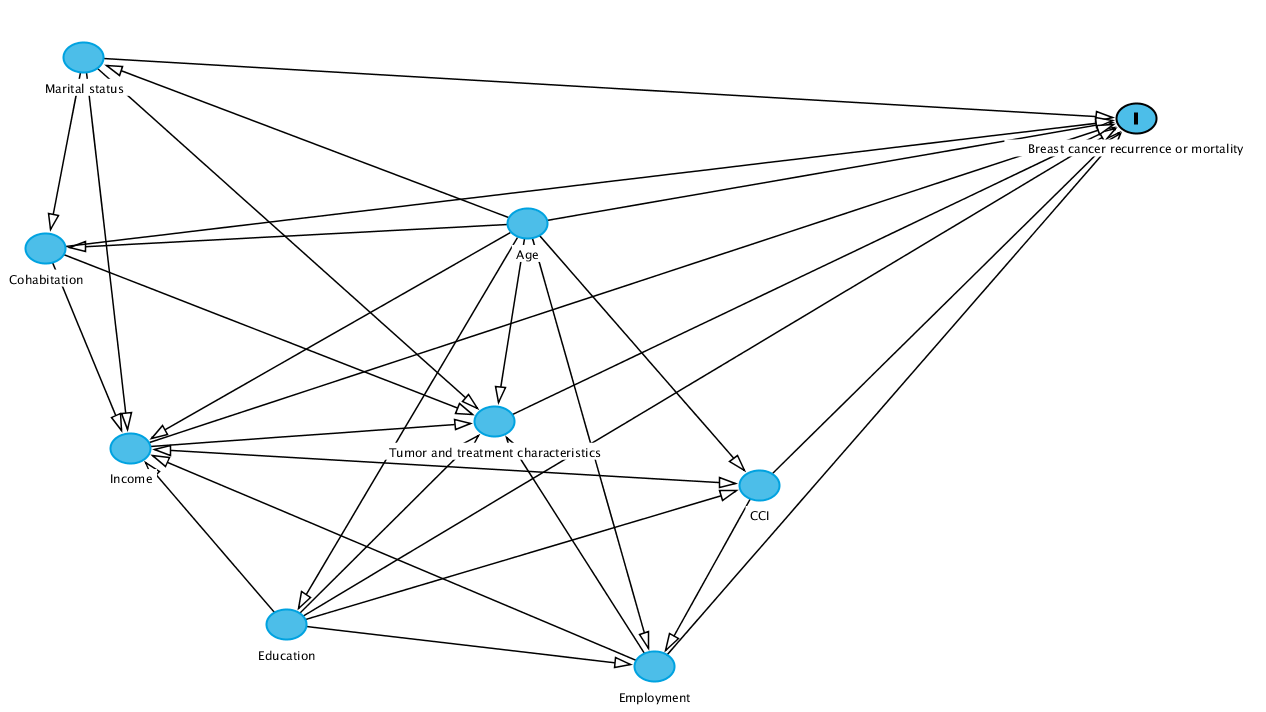 Marital status
Breast cancer recurrence or mortality
Age
Cohabitation
Tumor and treatment characteristics
Income
CCI
Education
Employment